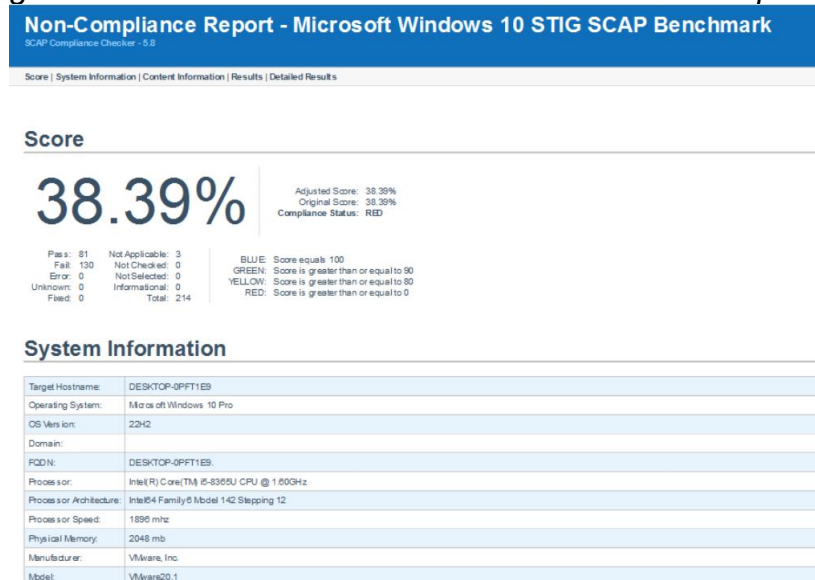 Non-Compliance Report - Microsoft Windows 10 STIG SCAP Benchmark
SCAP Compliance Checker - 5.8
Score | System Information | Content Information | Results | Detailed Results
Score
38.39%
Adjusted Score: 38.39%
Original Score: 38.39%
Compliance Status: RED
Pass: 81 Not Applicable: 3
Fail: 130 Not Checked: 0
Error: 0 Not Selected: 0
Unknown: 0 Informational: 0
Fixed: 0 Total: 214
BLUE: Score equals 100
GREEN: Score is greater than or equal to 90
YELLOW: Score is greater than or equal to 80
RED: Score is greater than or equal to 0
System Information
Target Hostname: DESKTOP-0PFT1E9
Operating System: Microsoft Windows 10 Pro
OS Version: 22H2
Domain:
FQDN: DESKTOP-0PFT1E9.
Processor: Intel(R) Core(TM) i5-8365U CPU @ 1.60GHz
Processor Architecture: Intel64 Family 6 Model 142 Stepping 12
Processor Speed: 1896 mhz
Physical Memory: 2048 mb
Manufacturer: VMware, Inc.
Model: VMware20,1